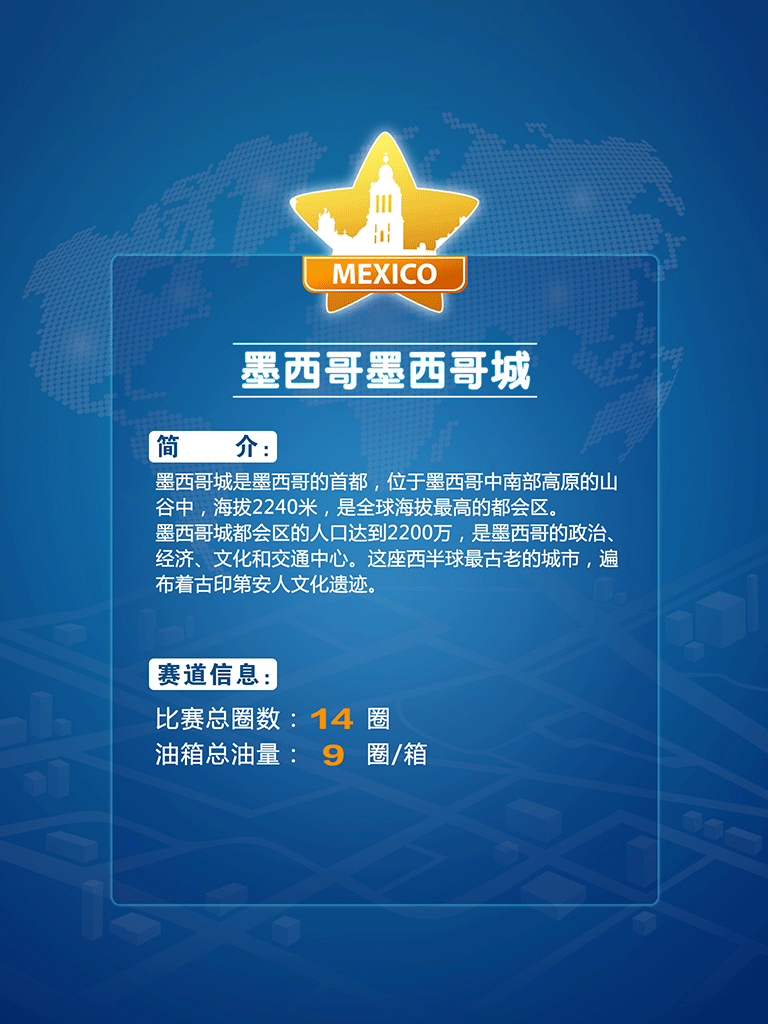 MEXICO
墨西哥墨西哥城
简　　介：
墨西哥城是墨西哥的首都，位于墨西哥中南部高原的山
谷中，海拔2240米，是全球海拔最高的都会区。
墨西哥城都会区的人口达到2200万，是墨西哥的政治、
经济、文化和交通中心。这座西半球最古老的城市，遍
布着古印第安人文化遗迹。
赛道信息：
比赛总圈数：14 圈
油箱总油量：9 圈/箱